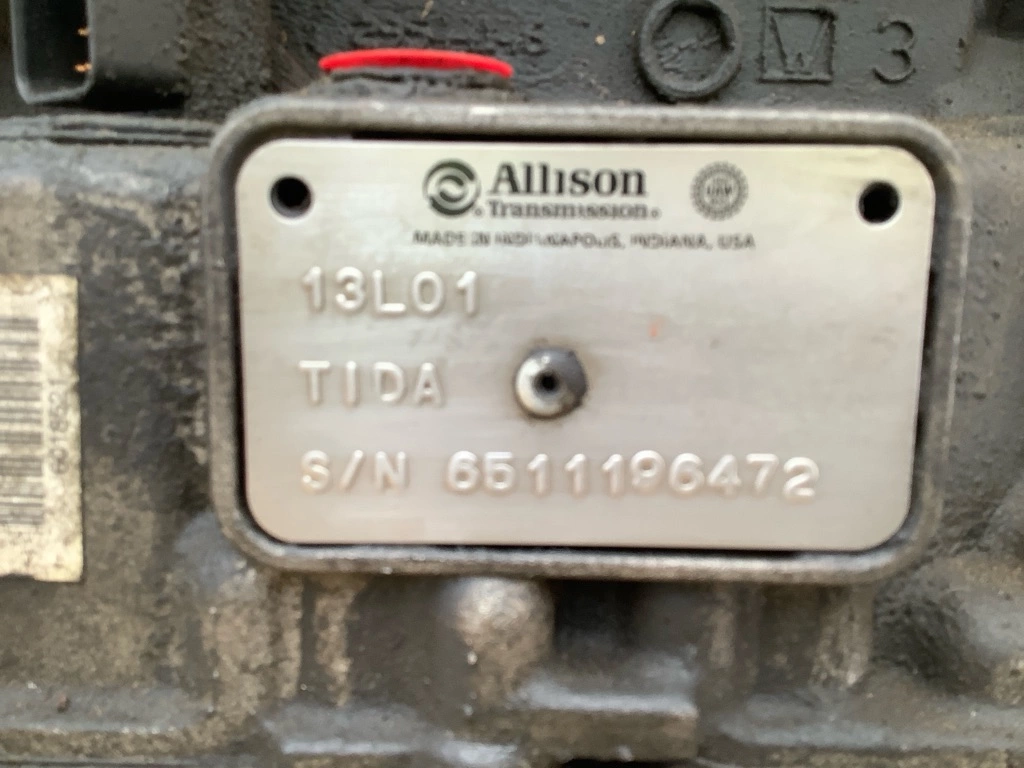 3
Allison
Transmission®
MADE IN INDIANAPOLIS, INDIANA, USA
13L01
TIDA
S/N 6511196472